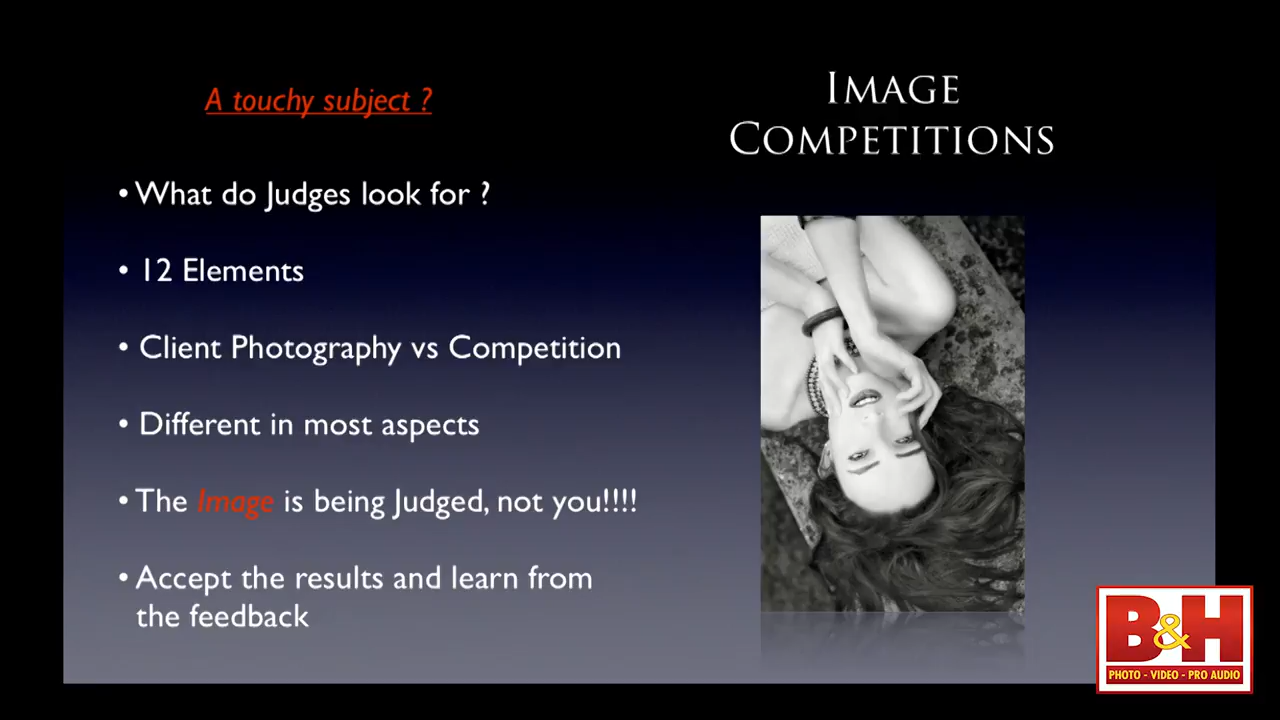 A touchy subject ?
IMAGE
COMPETITIONS
• What do Judges look for ?
• 12 Elements
• Client Photography vs Competition
• Different in most aspects
• The Image is being Judged, not you!!!!
• Accept the results and learn from
the feedback
B&H
PHOTO - VIDEO - PRO AUDIO